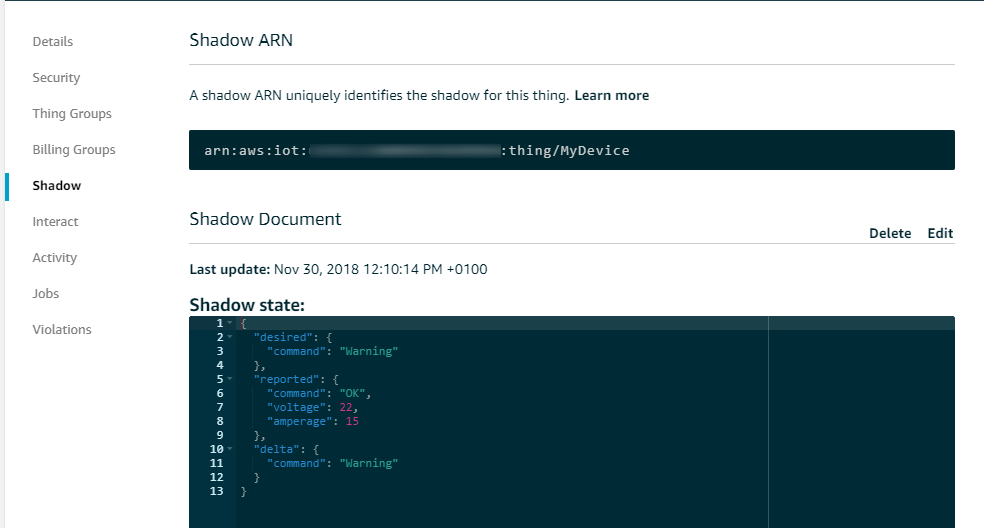 Details
Security
Thing Groups
Billing Groups
Shadow
Interact
Activity
Jobs
Violations
Shadow ARN
A shadow ARN uniquely identifies the shadow for this thing. Learn more
arn:aws:iot: :thing/MyDevice
Shadow Document
Delete Edit
Last update: Nov 30, 2018 12:10:14 PM +0100
Shadow state:
1 {
2 "desired": {
3 "command": "Warning"
4 },
5 "reported": {
6 "command": "OK",
7 "voltage": 22,
8 "amperage": 15
9 },
10 "delta": {
11 "command": "Warning"
12 }
13 }